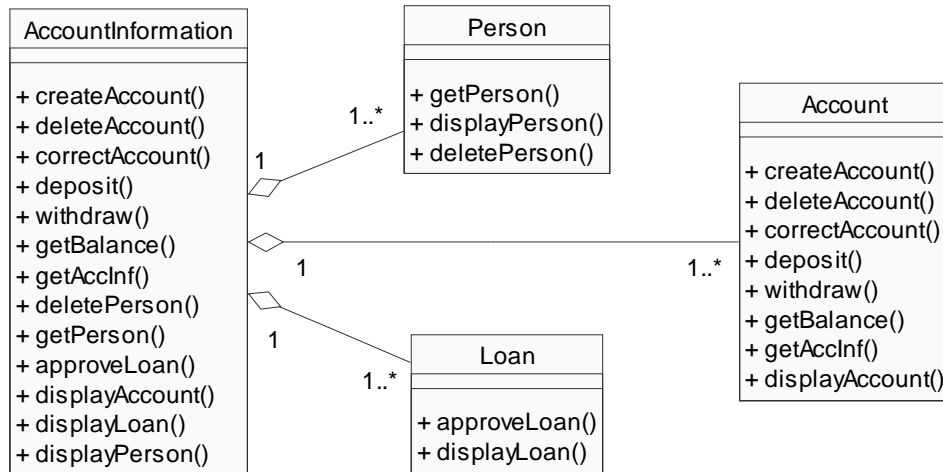 AccountInformation
+ createAccount()
+ deleteAccount()
+ correctAccount()
+ deposit()
+ withdraw()
+ getBalance()
+ getAccInf()
+ deletePerson()
+ getPerson()
+ approveLoan()
+ displayAccount()
+ displayLoan()
+ displayPerson()
1
1..*
Person
+ getPerson()
+ displayPerson()
+ deletePerson()
1
1..*
Account
+ createAccount()
+ deleteAccount()
+ correctAccount()
+ deposit()
+ withdraw()
+ getBalance()
+ getAccInf()
+ displayAccount()
1
1..*
Loan
+ approveLoan()
+ displayLoan()